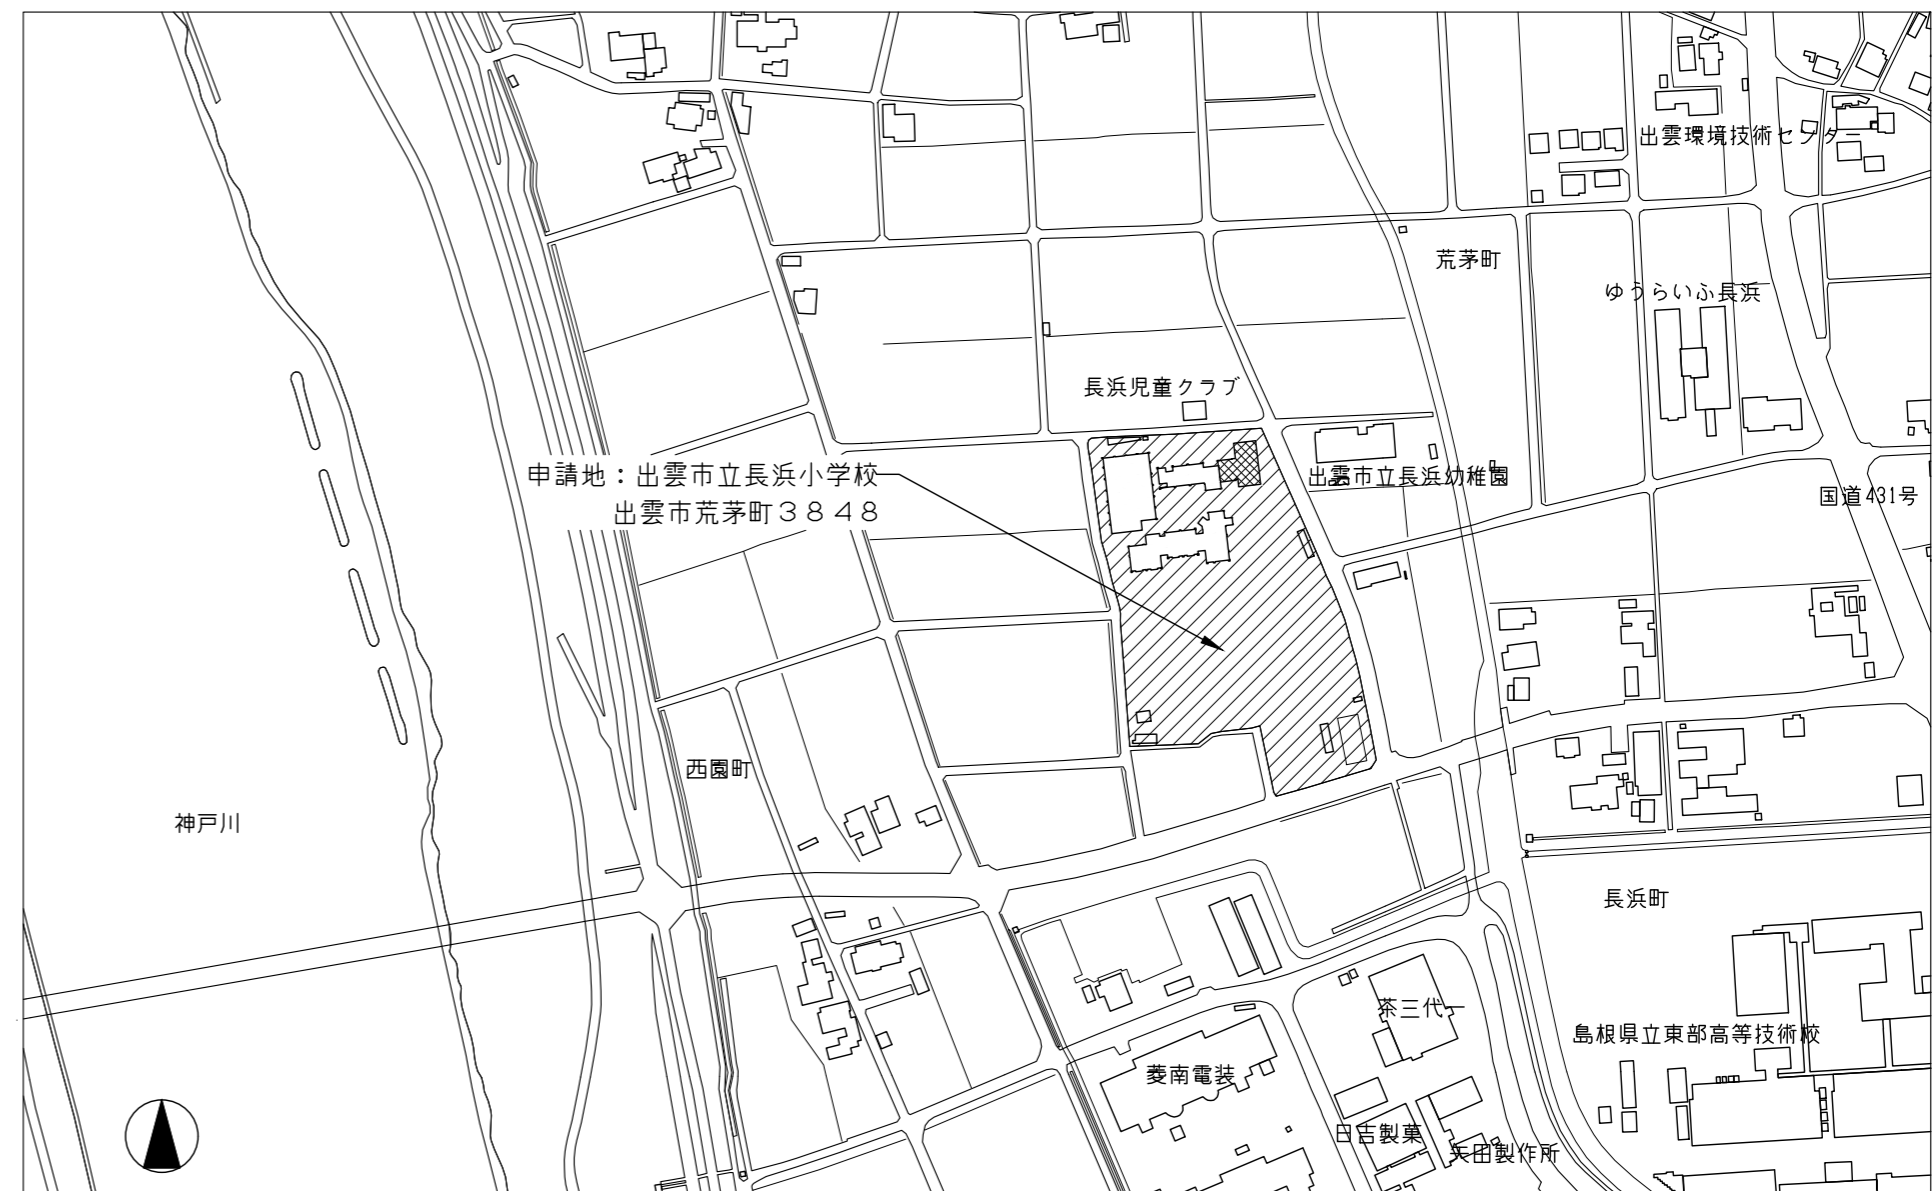 出雲環境技術センター
荒茅町
ゆうらいふ長浜
長浜児童クラブ
申請地：出雲市立長浜小学校
出雲市荒茅町３８４８
出雲市立長浜幼稚園
国道431号
西園町
神戸川
長浜町
茶三代一
島根県立東部高等技術校
菱南電装
日吉製菓
矢田製作所